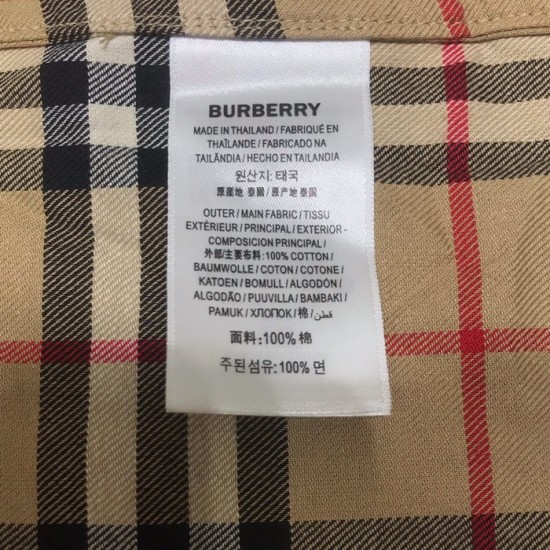 BURBERRY
MADE IN THAILAND / FABRIQUÉ EN
THAÏLANDE / FABRICADO NA
TAILÂNDIA / HECHO EN TAILANDIA
원산지: 태국
原産地 泰國 / 原产地 泰国
OUTER / MAIN FABRIC / TISSU
EXTÉRIEUR / PRINCIPAL / EXTERIOR -
COMPOSICION PRINCIPAL /
外部/主要布料: 100% COTTON /
BAUMWOLLE / COTON / COTONE /
KATOEN / BOMULL / ALGODÓN /
ALGODÃO / PUUVILLA / BAMBAKI /
PAMUK / ХЛОПОК / 棉 / قطن /
面料: 100% 棉
주된섬유: 100% 면